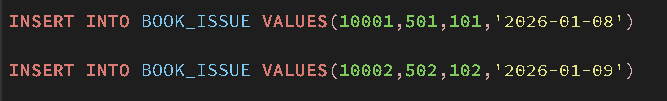 INSERT INTO BOOK_ISSUE VALUES(10001,501,101,'2026-01-08')
INSERT INTO BOOK_ISSUE VALUES(10002,502,102,'2026-01-09')